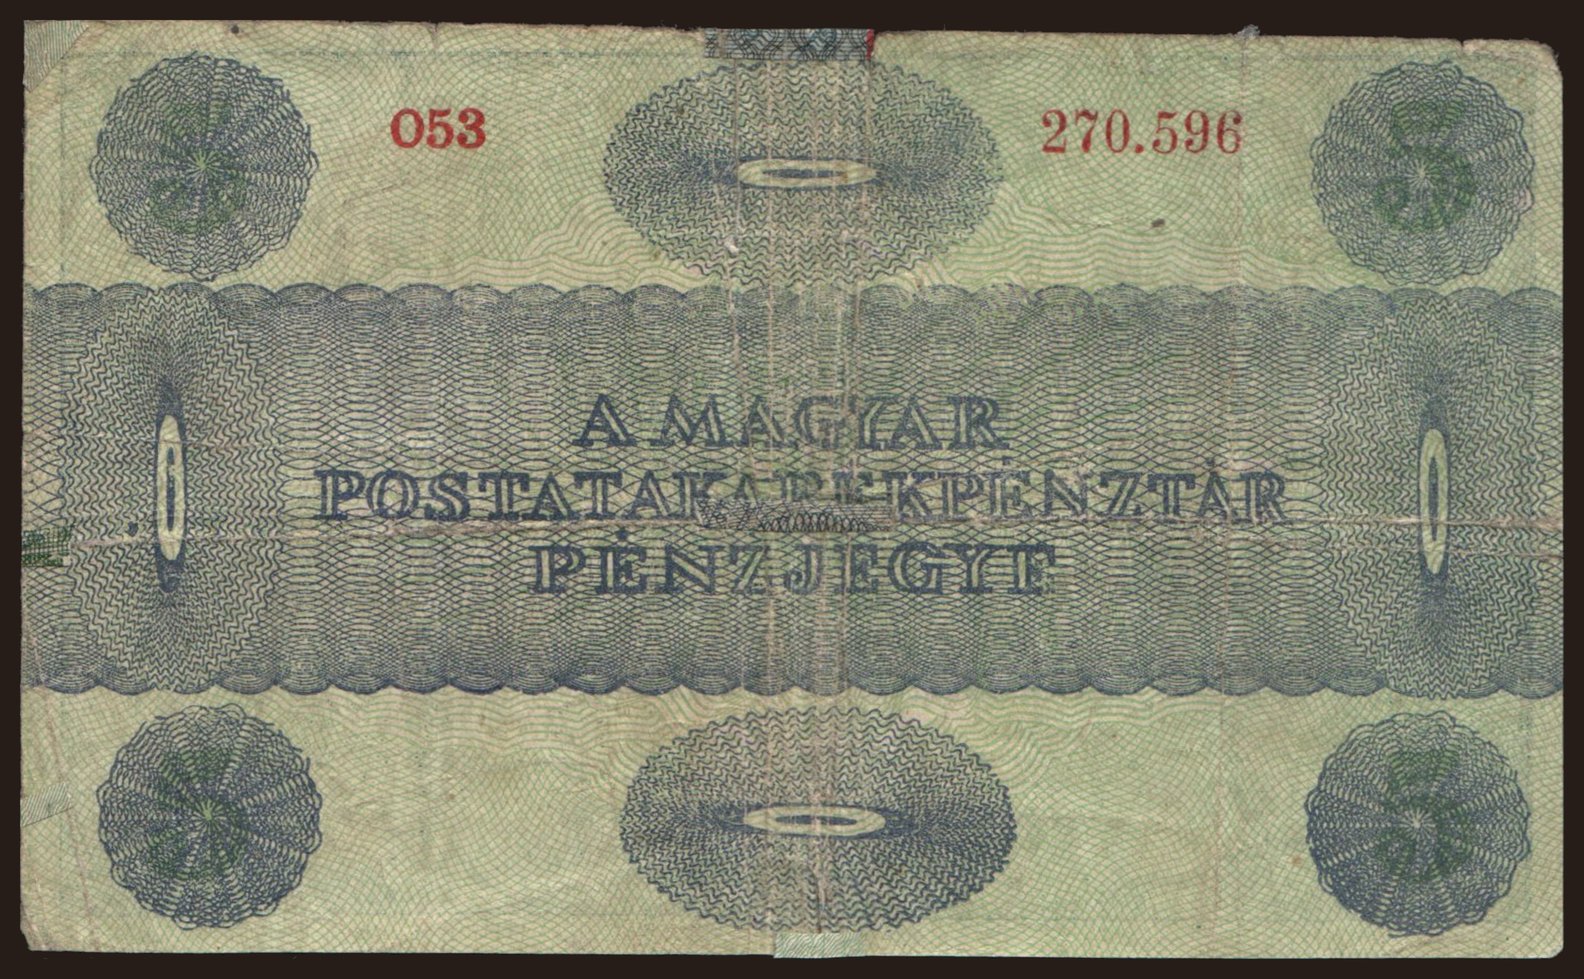 053 270.596
A MAGYAR
POSTATAKARÉKPÉNZTÁR
PÉNZJEGYE